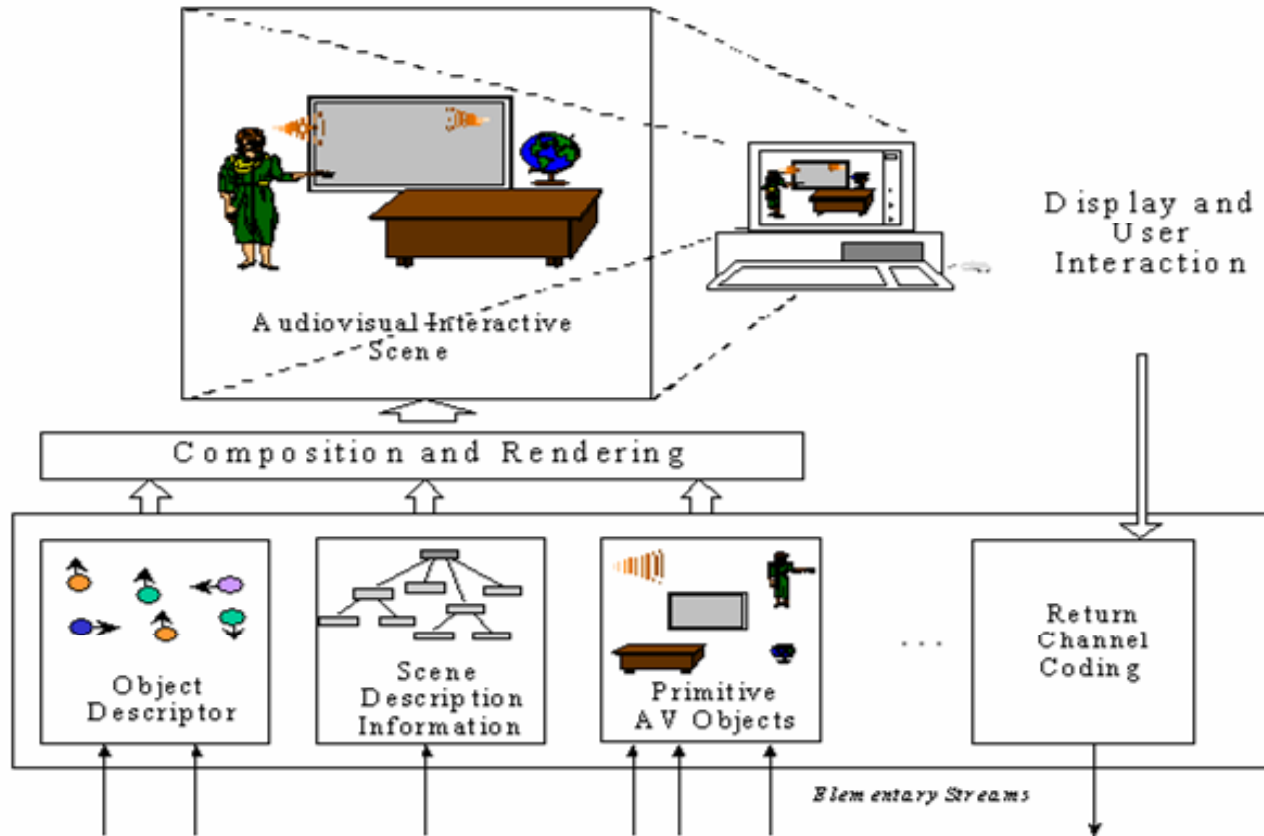 Audiovisual Interactive
Scene
Display and
User
Interaction
Composition and Rendering
Object
Descriptor
Scene
Description
Information
Primitive
AV Objects
...
Return
Channel
Coding
Elementary Streams